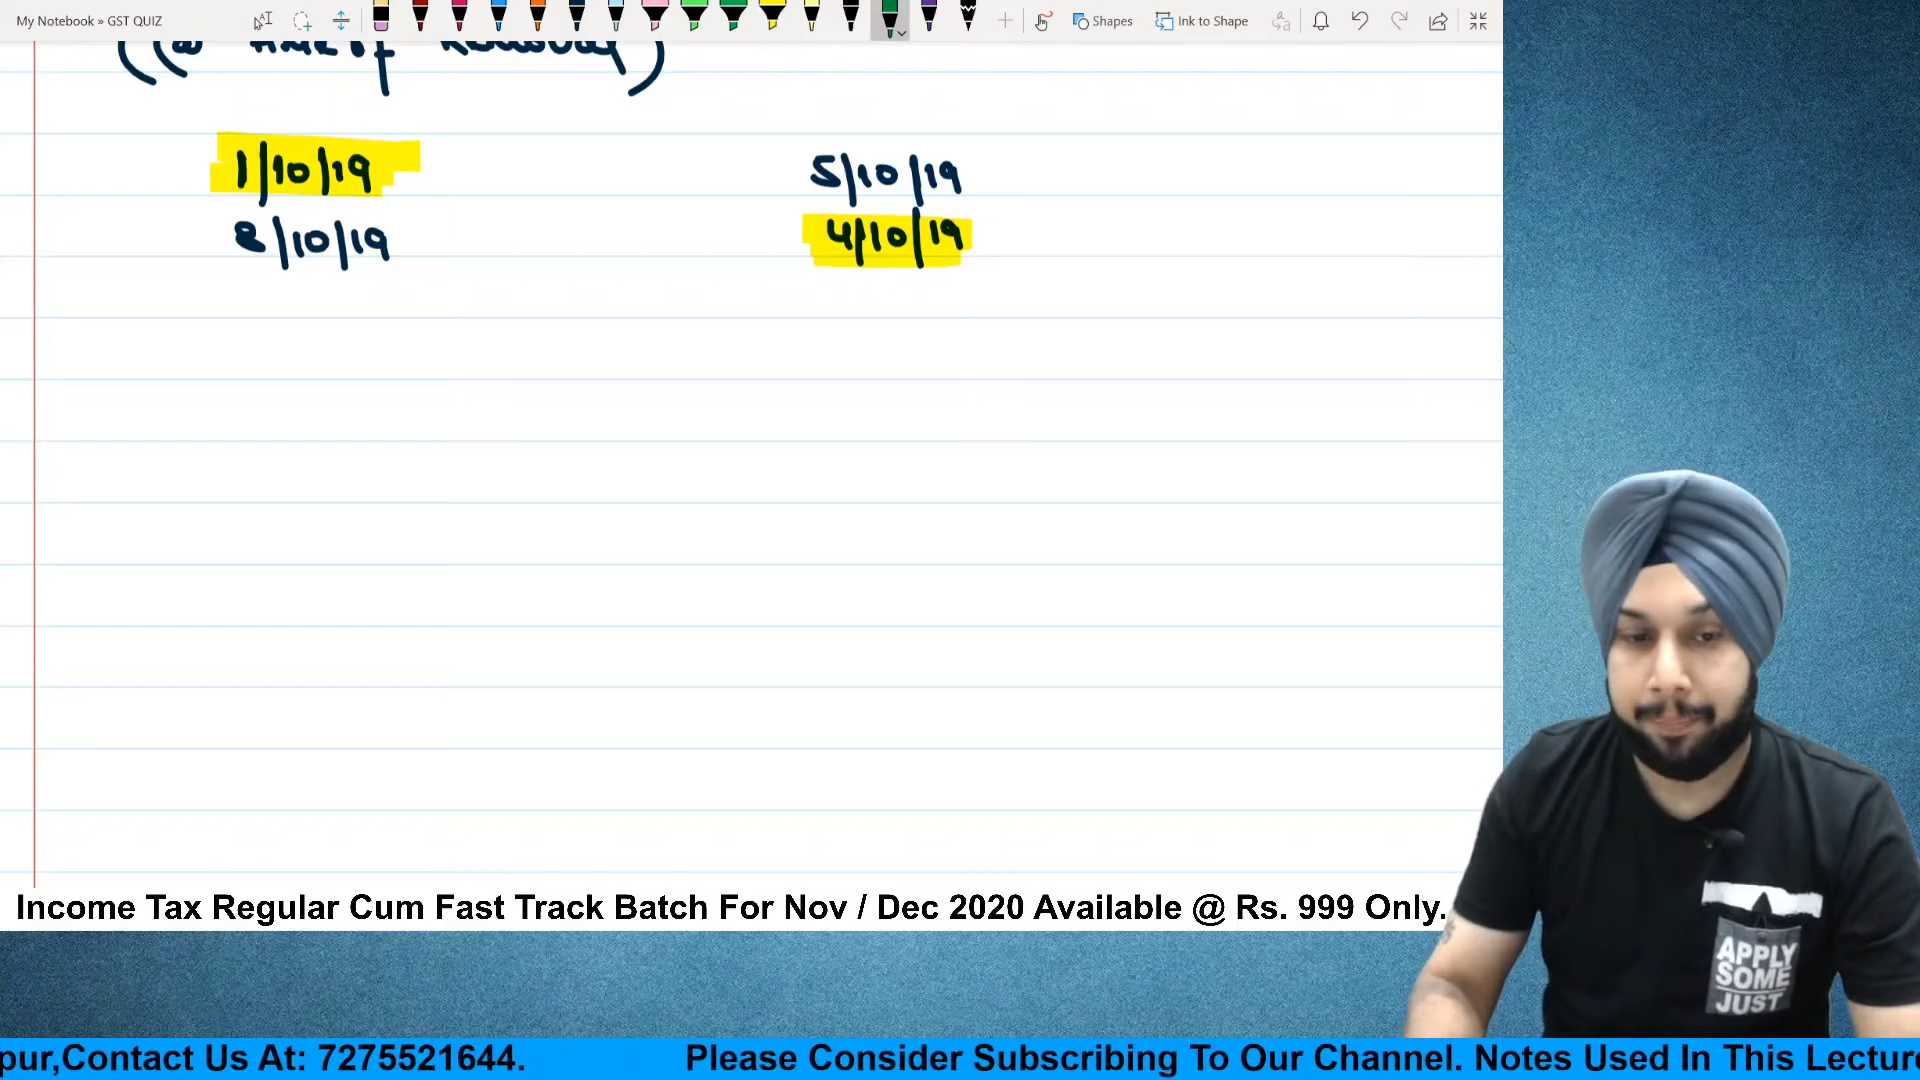 My Notebook » GST QUIZ
Shapes
Ink to Shape
1/10/19
5/10/19
8/10/19
4/10/19
Income Tax Regular Cum Fast Track Batch For Nov / Dec 2020 Available @ Rs. 999 Only.
APPLY
SOME
JUST
pur,Contact Us At: 7275521644. Please Consider Subscribing To Our Channel. Notes Used In This Lecture